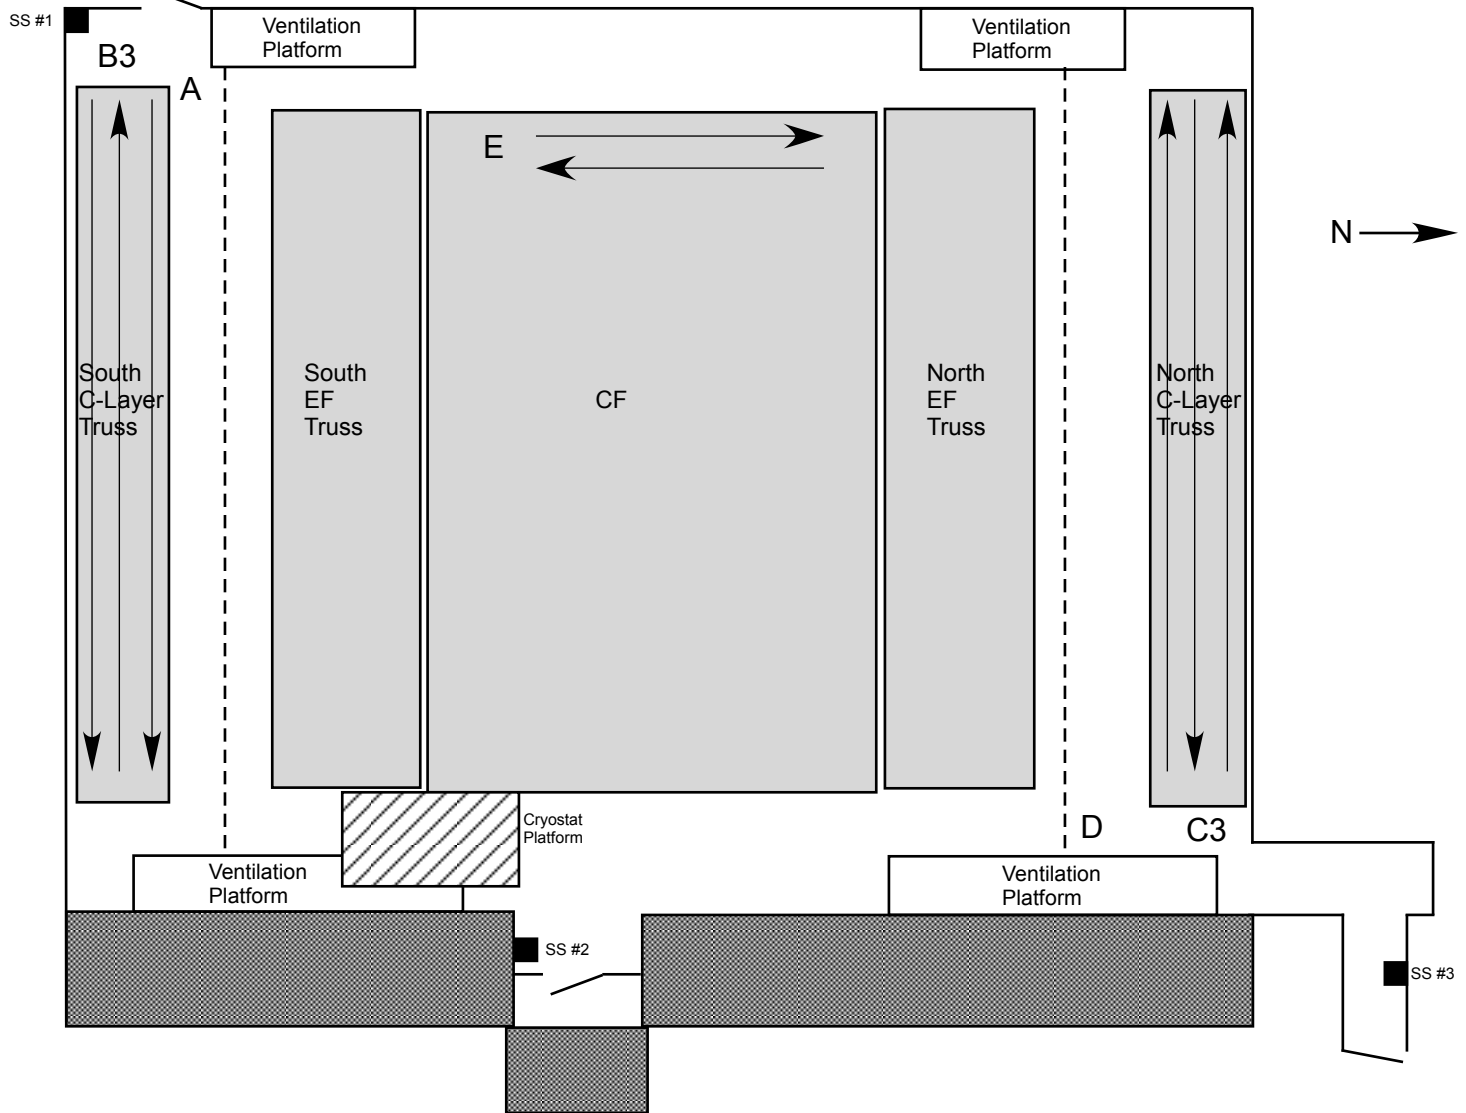 SS #1
B3
A
Ventilation
Platform
Ventilation
Platform
E
N
South
C-Layer
Truss
South
EF
Truss
CF
North
EF
Truss
North
C-Layer
Truss
Cryostat
Platform
D
C3
Ventilation
Platform
Ventilation
Platform
SS #2
SS #3